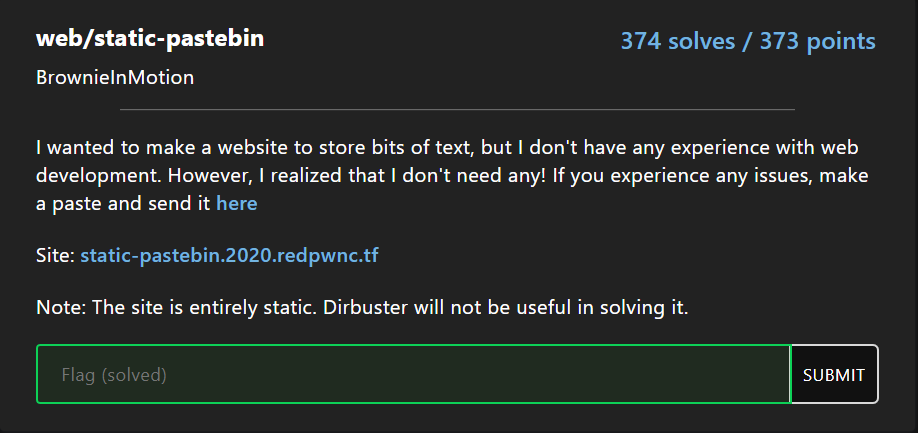 web/static-pastebin
374 solves / 373 points
BrownieInMotion
I wanted to make a website to store bits of text, but I don't have any experience with web
development. However, I realized that I don't need any! If you experience any issues, make
a paste and send it here
Site: static-pastebin.2020.redpwnc.tf
Note: The site is entirely static. Dirbuster will not be useful in solving it.
Flag (solved)
SUBMIT